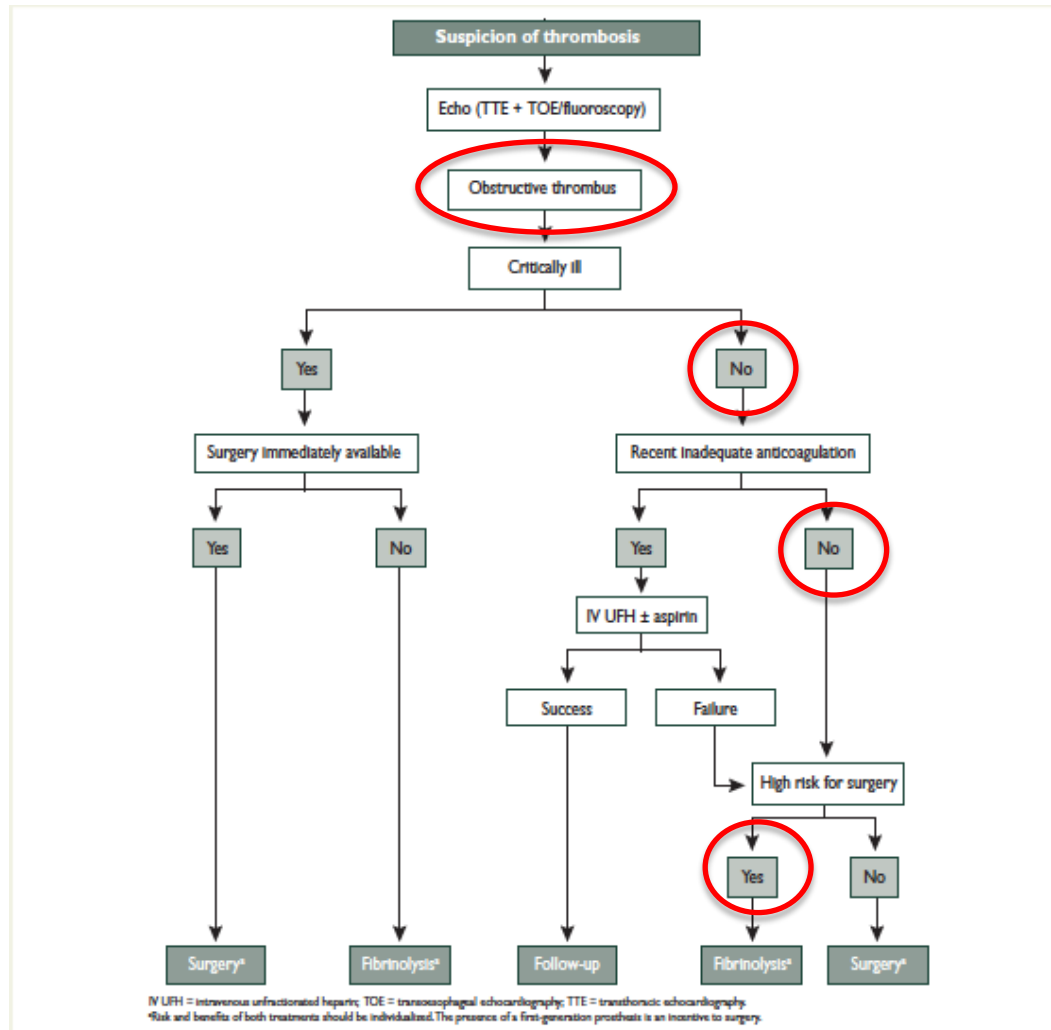 Suspicion of thrombosis
Echo (TTE + TOE/fluoroscopy)
Obstructive thrombus
Critically ill
Yes
No
Surgery immediately available
Recent inadequate anticoagulation
Yes
No
Yes
No
IV UFH ± aspirin
Success
Failure
High risk for surgery
Yes
No
Surgeryᵃ
Fibrinolysisᵃ
Follow-up
Fibrinolysisᵃ
Surgeryᵃ
IV UFH = intravenous unfractionated heparin; TOE = transoesophageal echocardiography; TTE = transthoracic echocardiography.
ᵃRisk and benefits of both treatments should be individualized. The presence of a first-generation prosthesis is an incentive to surgery.